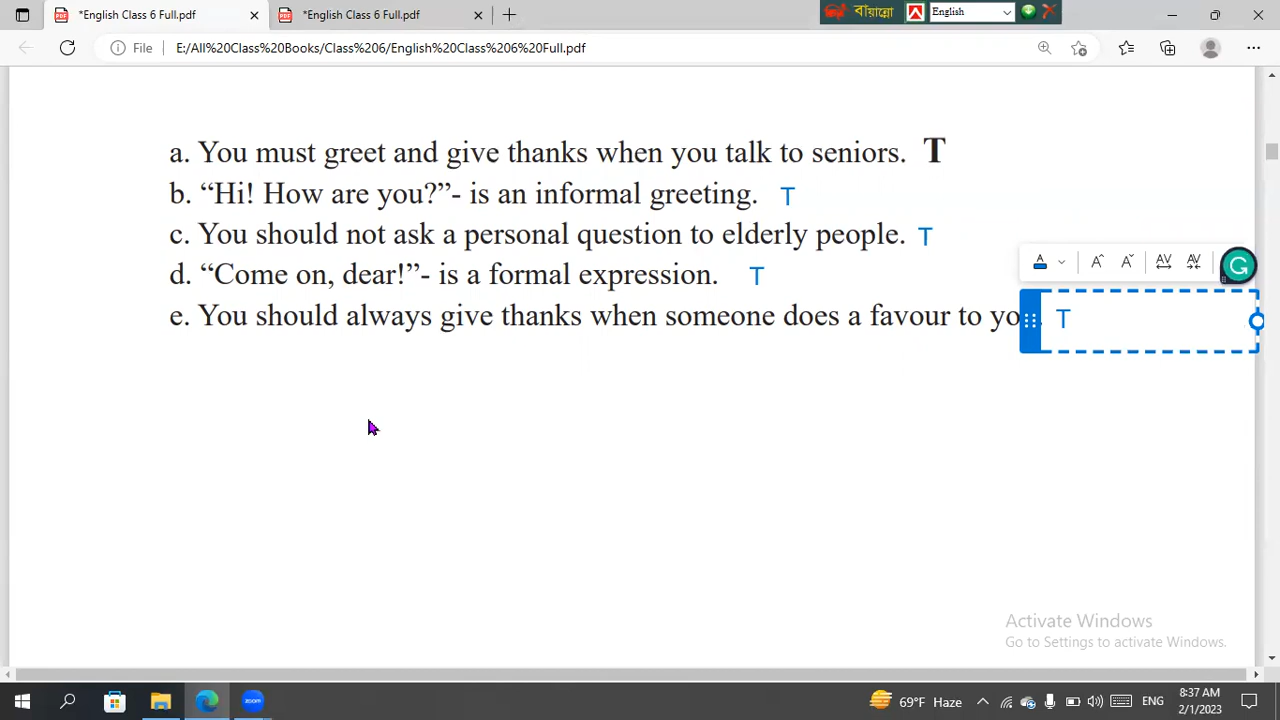 *English Class 6 Full.pdf
*English Class 6 Full.pdf
বায়ান্নো
English
File
E:/All%20Class%20Books/Class%206/English%20Class%206%20Full.pdf
a. You must greet and give thanks when you talk to seniors. T
b. “Hi! How are you?”- is an informal greeting. T
c. You should not ask a personal question to elderly people. T
d. “Come on, dear!”- is a formal expression. T
e. You should always give thanks when someone does a favour to yo T
Activate Windows
Go to Settings to activate Windows.
zoom
69°F Haze
ENG
8:37 AM
2/1/2023